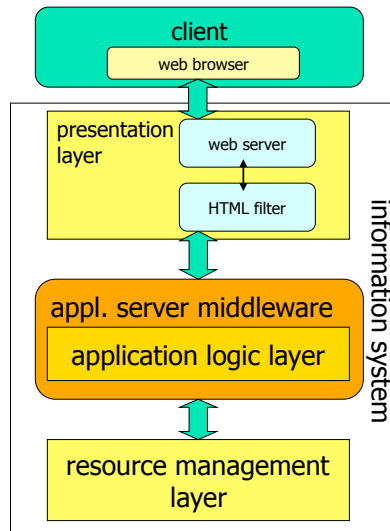 client
web browser
presentation
layer
web server
HTML filter
information system
appl. server middleware
application logic layer
resource management
layer